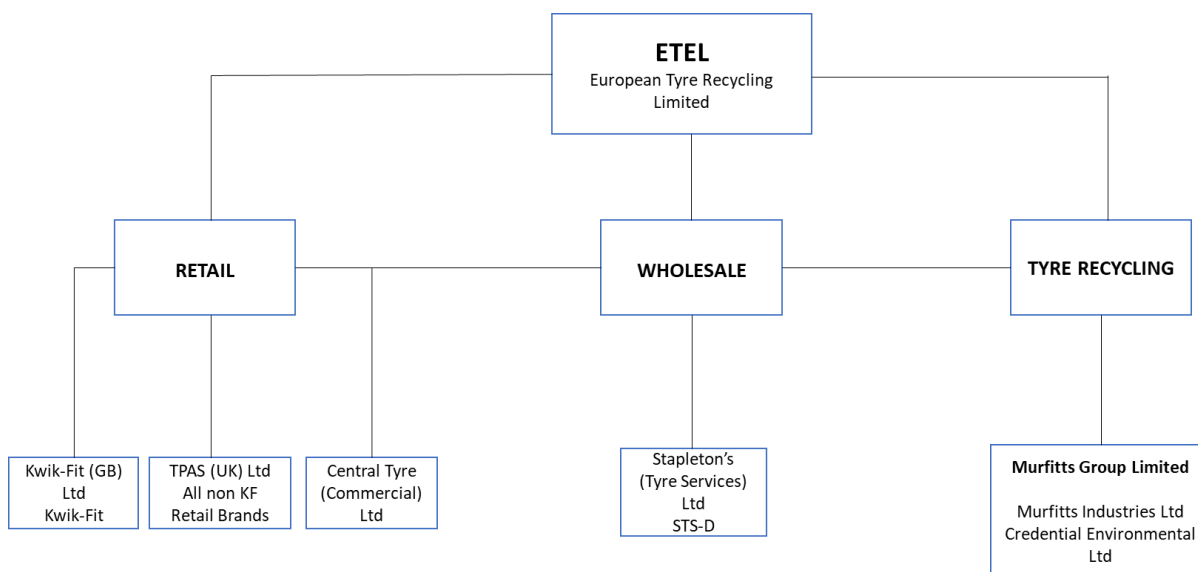 ETEL
European Tyre Recycling
Limited
RETAIL
WHOLESALE
TYRE RECYCLING
Kwik-Fit (GB)
Ltd
Kwik-Fit
TPAS (UK) Ltd
All non KF
Retail Brands
Central Tyre
(Commercial)
Ltd
Stapleton's
(Tyre Services)
Ltd
STS-D
Murfitts Group Limited
Murfitts Industries Ltd
Credential Environmental
Ltd